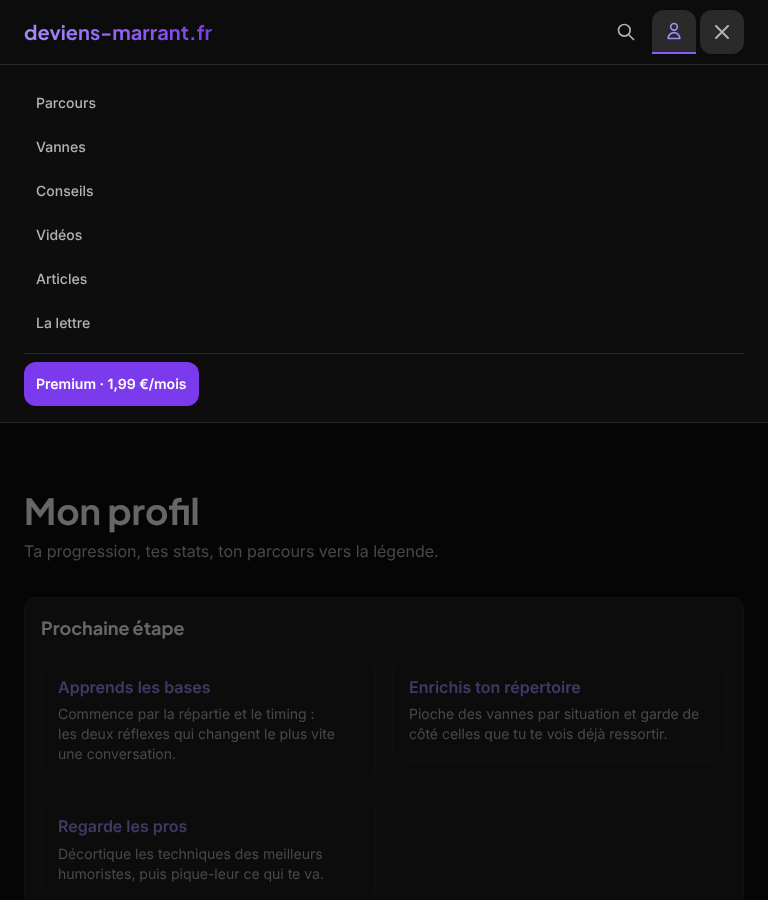 deviens-marrant.fr
Parcours
Vannes
Conseils
Vidéos
Articles
La lettre
Premium · 1,99 €/mois
Mon profil
Ta progression, tes stats, ton parcours vers la légende.
Prochaine étape
Apprends les bases
Commence par la répartie et le timing :
les deux réflexes qui changent le plus vite
une conversation.
Enrichis ton répertoire
Pioche des vannes par situation et garde de
côté celles que tu te vois déjà ressortir.
Regarde les pros
Décortique les techniques des meilleurs
humoristes, puis pique-leur ce qui te va.